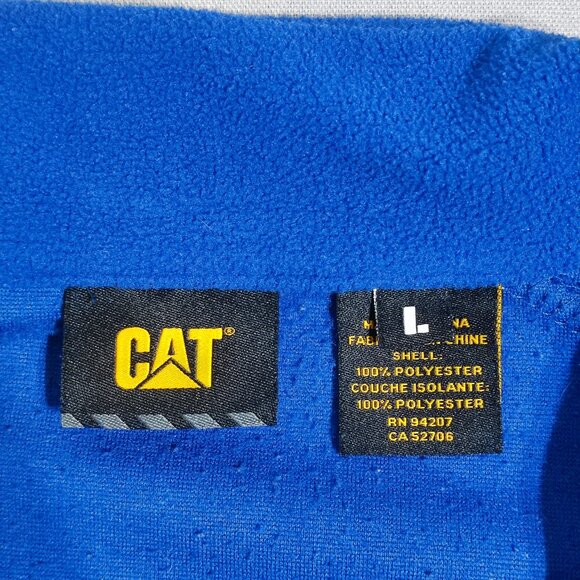 CAT®
L
SHELL:
100% POLYESTER
COUCHE ISOLANTE:
100% POLYESTER
RN 94207
CA 52706